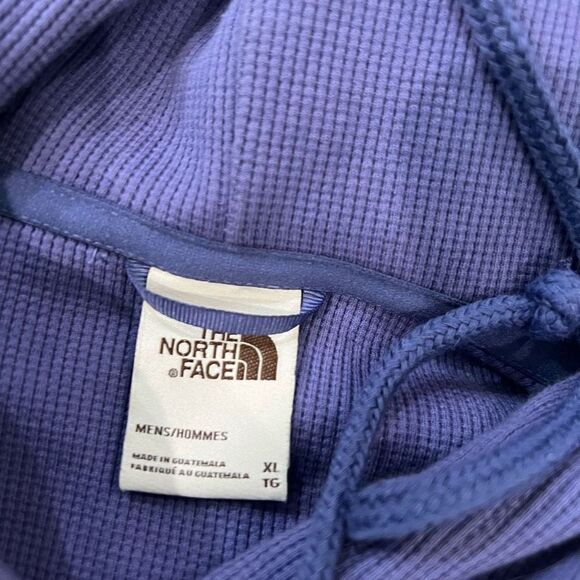 THE
NORTH
®FACE
MENS/HOMMES
MADE IN GUATEMALA XL
FABRIQUÉ AU GUATEMALA TG